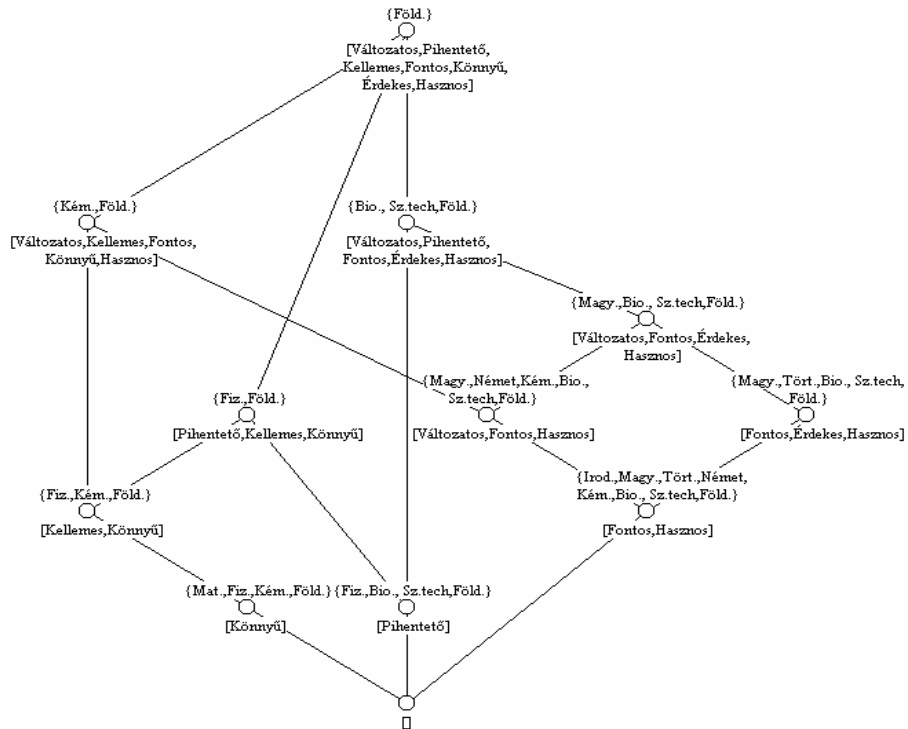 {Föld.}
[Változatos,Pihentető,
Kellemes,Fontos,Könnyű,
Érdekes,Hasznos]
{Kém.,Föld.}
[Változatos,Kellemes,Fontos,
Könnyű,Hasznos]
{Bio., Sz.tech,Föld.}
[Változatos,Pihentető,
Fontos,Érdekes,Hasznos]
{Magy.,Bio., Sz.tech,Föld.}
[Változatos,Fontos,Érdekes,
Hasznos]
{Fiz.,Föld.}
[Pihentető,Kellemes,Könnyű]
{Magy.,Német,Kém.,Bio.,
Sz.tech,Föld.}
[Változatos,Fontos,Hasznos]
{Magy.,Tört.,Bio., Sz.tech,
Föld.}
[Fontos,Érdekes,Hasznos]
{Fiz.,Kém.,Föld.}
[Kellemes,Könnyű]
{Irod.,Magy.,Tört.,Német,
Kém.,Bio., Sz.tech,Föld.}
[Fontos,Hasznos]
{Mat.,Fiz.,Kém.,Föld.}
[Könnyű]
{Fiz.,Bio., Sz.tech,Föld.}
[Pihentető]
[]